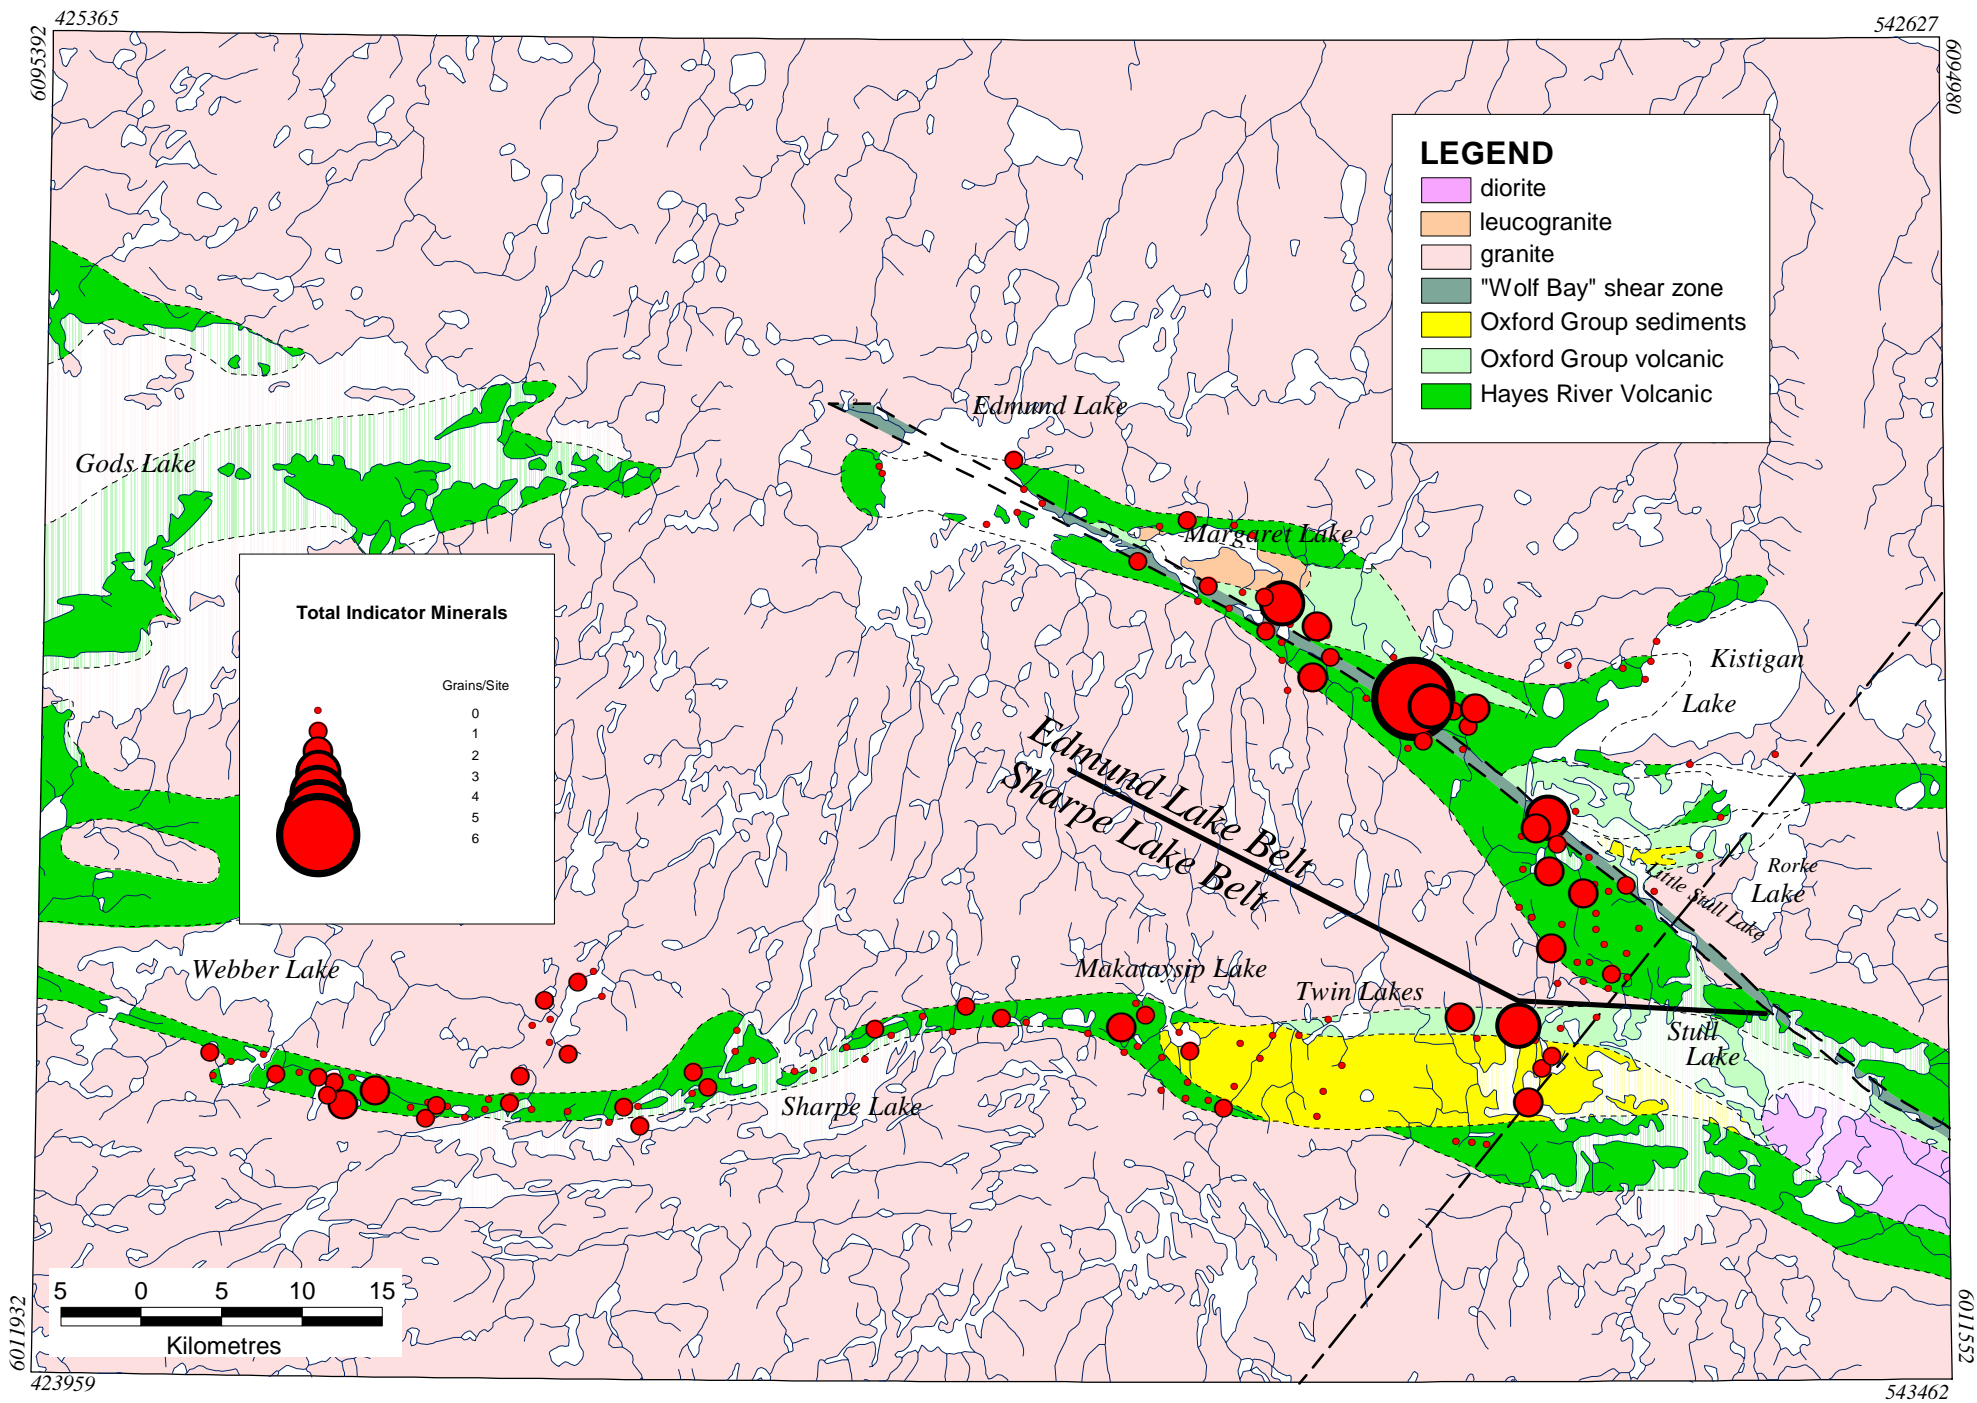 425365
542627
6095392
6094980
LEGEND
diorite
leucogranite
granite
"Wolf Bay" shear zone
Oxford Group sediments
Oxford Group volcanic
Hayes River Volcanic
Edmund Lake
Gods Lake
Margaret Lake
Total Indicator Minerals
Grains/Site
0
1
2
3
4
5
6
Kistigan
Lake
Edmund Lake Belt
Sharpe Lake Belt
Rorke
Lake
Little Stull Lake
Webber Lake
Makataysip Lake
Twin Lakes
Stull
Lake
Sharpe Lake
5 0 5 10 15
Kilometres
6011932
6011552
423959
543462